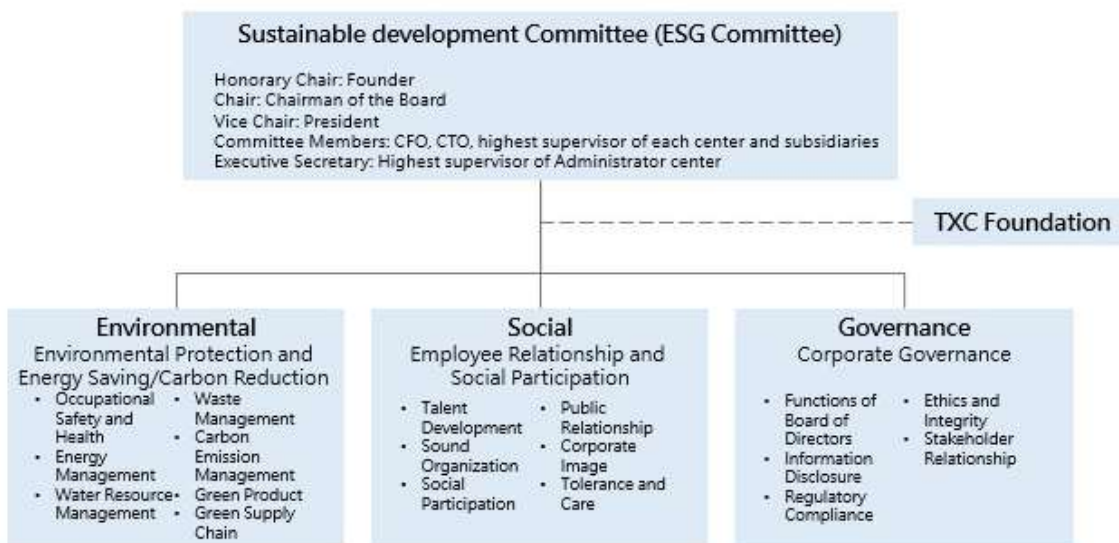 Sustainable development Committee (ESG Committee)
Honorary Chair: Founder
Chair: Chairman of the Board
Vice Chair: President
Committee Members: CFO, CTO, highest supervisor of each center and subsidiaries
Executive Secretary: Highest supervisor of Administrator center
TXC Foundation
Environmental
Environmental Protection and
Energy Saving/Carbon Reduction
• Occupational
Safety and
Health
• Energy
Management
• Water Resource
Management
• Waste
Management
• Carbon
Emission
Management
• Green Product
• Green Supply
Chain
Social
Employee Relationship and
Social Participation
• Talent
Development
• Sound
Organization
• Social
Participation
• Public
Relationship
• Corporate
Image
• Tolerance and
Care
Governance
Corporate Governance
• Functions of
Board of
Directors
• Information
Disclosure
• Regulatory
Compliance
• Ethics and
Integrity
• Stakeholder
Relationship